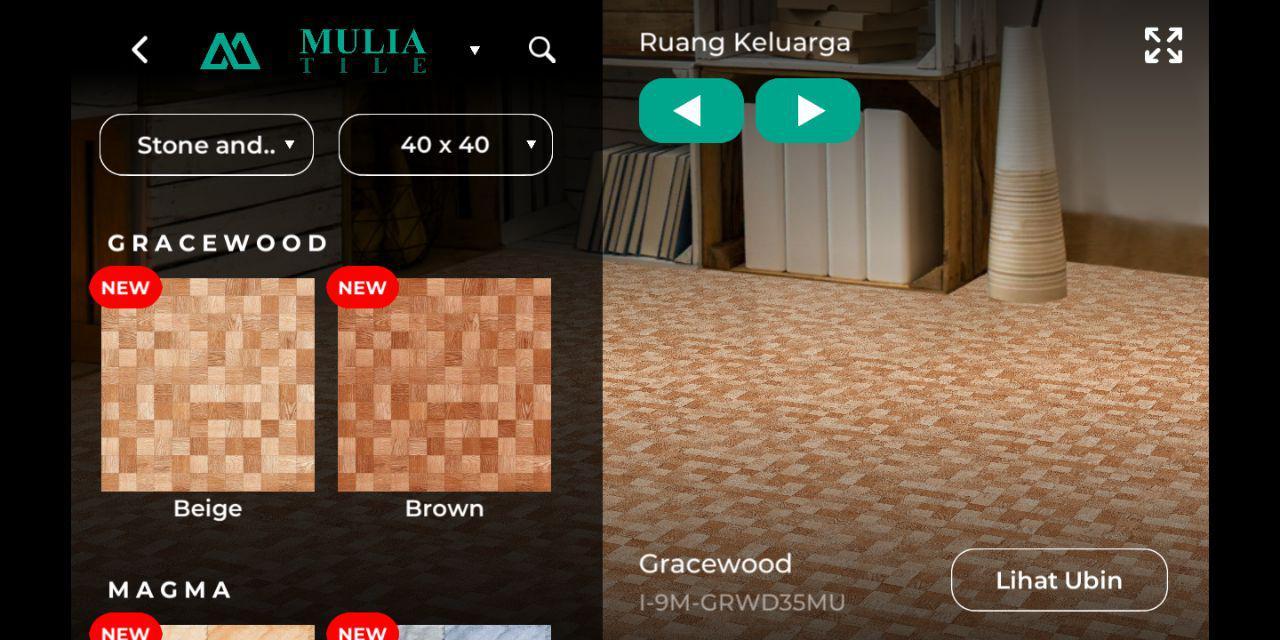 MULIA
TILE
Stone and..
40 x 40
GRACEWOOD
NEW
NEW
Beige
Brown
MAGMA
NEW
NEW
Ruang Keluarga
Gracewood
I-9M-GRWD35MU
Lihat Ubin